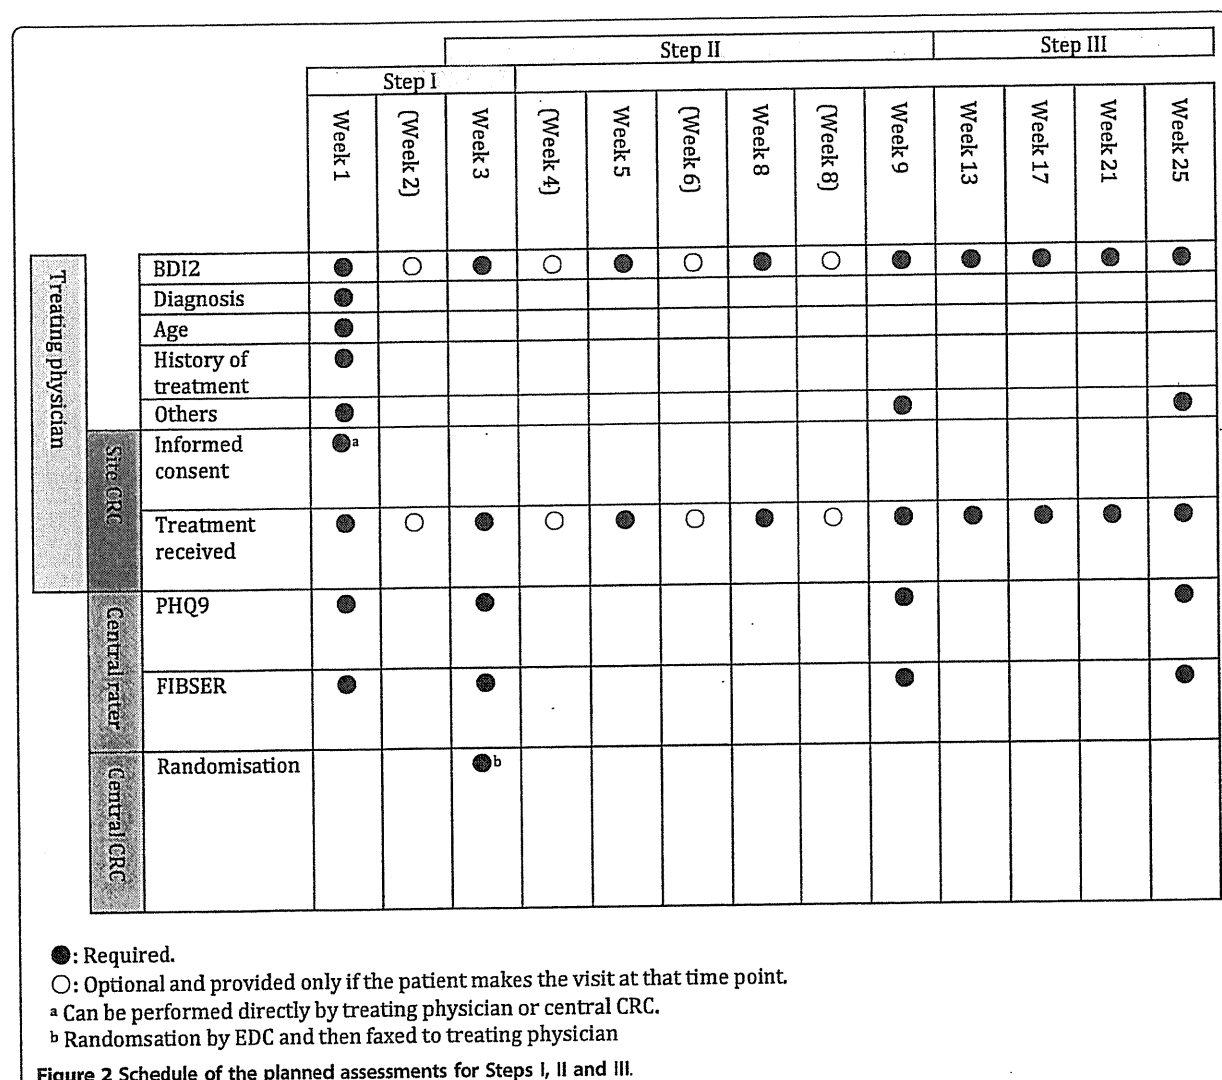 Step II
Step III
Step I
Week 1
(Week 2)
Week 3
(Week 4)
Week 5
(Week 6)
Week 8
(Week 8)
Week 9
Week 13
Week 17
Week 21
Week 25
Treating physician
Site CRC
Central rater
Central CRC
BDI2 ● ○ ● ○ ● ○ ● ○ ● ● ● ● ●
Diagnosis ●
Age ●
History of
treatment ●
Others ● ● ●
Informed ●a
consent
Treatment ● ○ ● ○ ● ○ ● ○ ● ● ● ● ●
received
PHQ9 ● ● ● ●
FIBSER ● ● ● ●
Randomisation ●b
●: Required.
○: Optional and provided only if the patient makes the visit at that time point.
a Can be performed directly by treating physician or central CRC.
b Randomsation by EDC and then faxed to treating physician
Figure 2 Schedule of the planned assessments for Steps I, II and III.